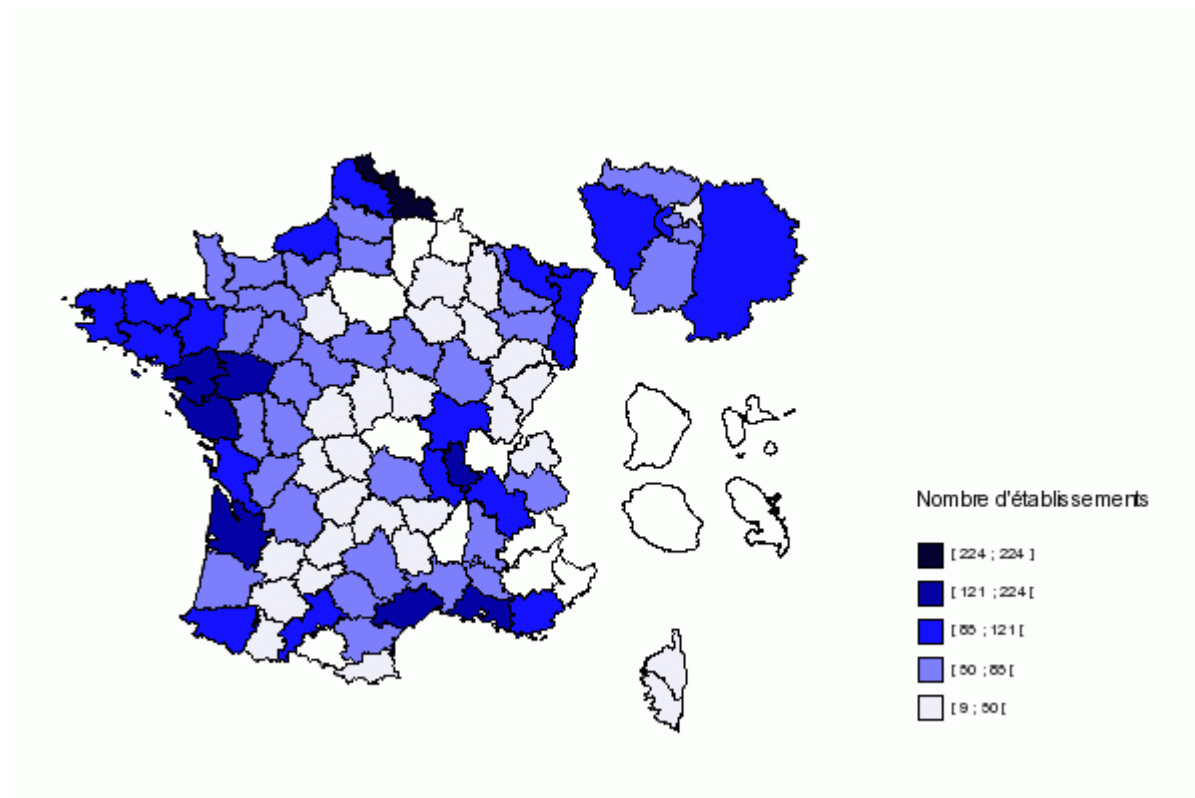 Nombre d'établissements
[ 224 ; 224 ]
[ 121 ; 224 [
[ 85 ; 121 [
[ 50 ; 85 [
[ 9 ; 50 [